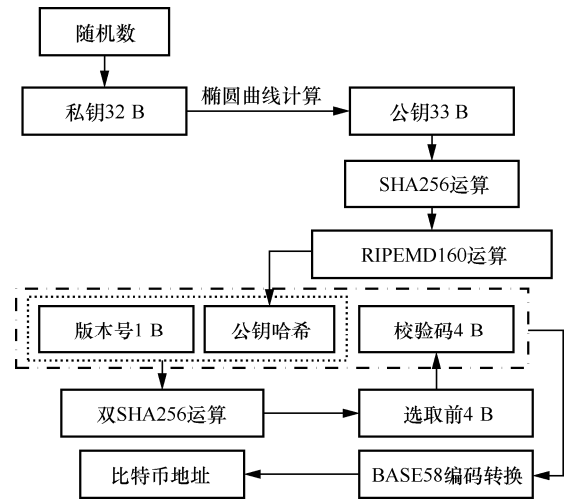 随机数
私钥32 B
椭圆曲线计算
公钥33 B
SHA256运算
RIPEMD160运算
版本号1 B
公钥哈希
校验码4 B
双SHA256运算
选取前4 B
比特币地址
BASE58编码转换